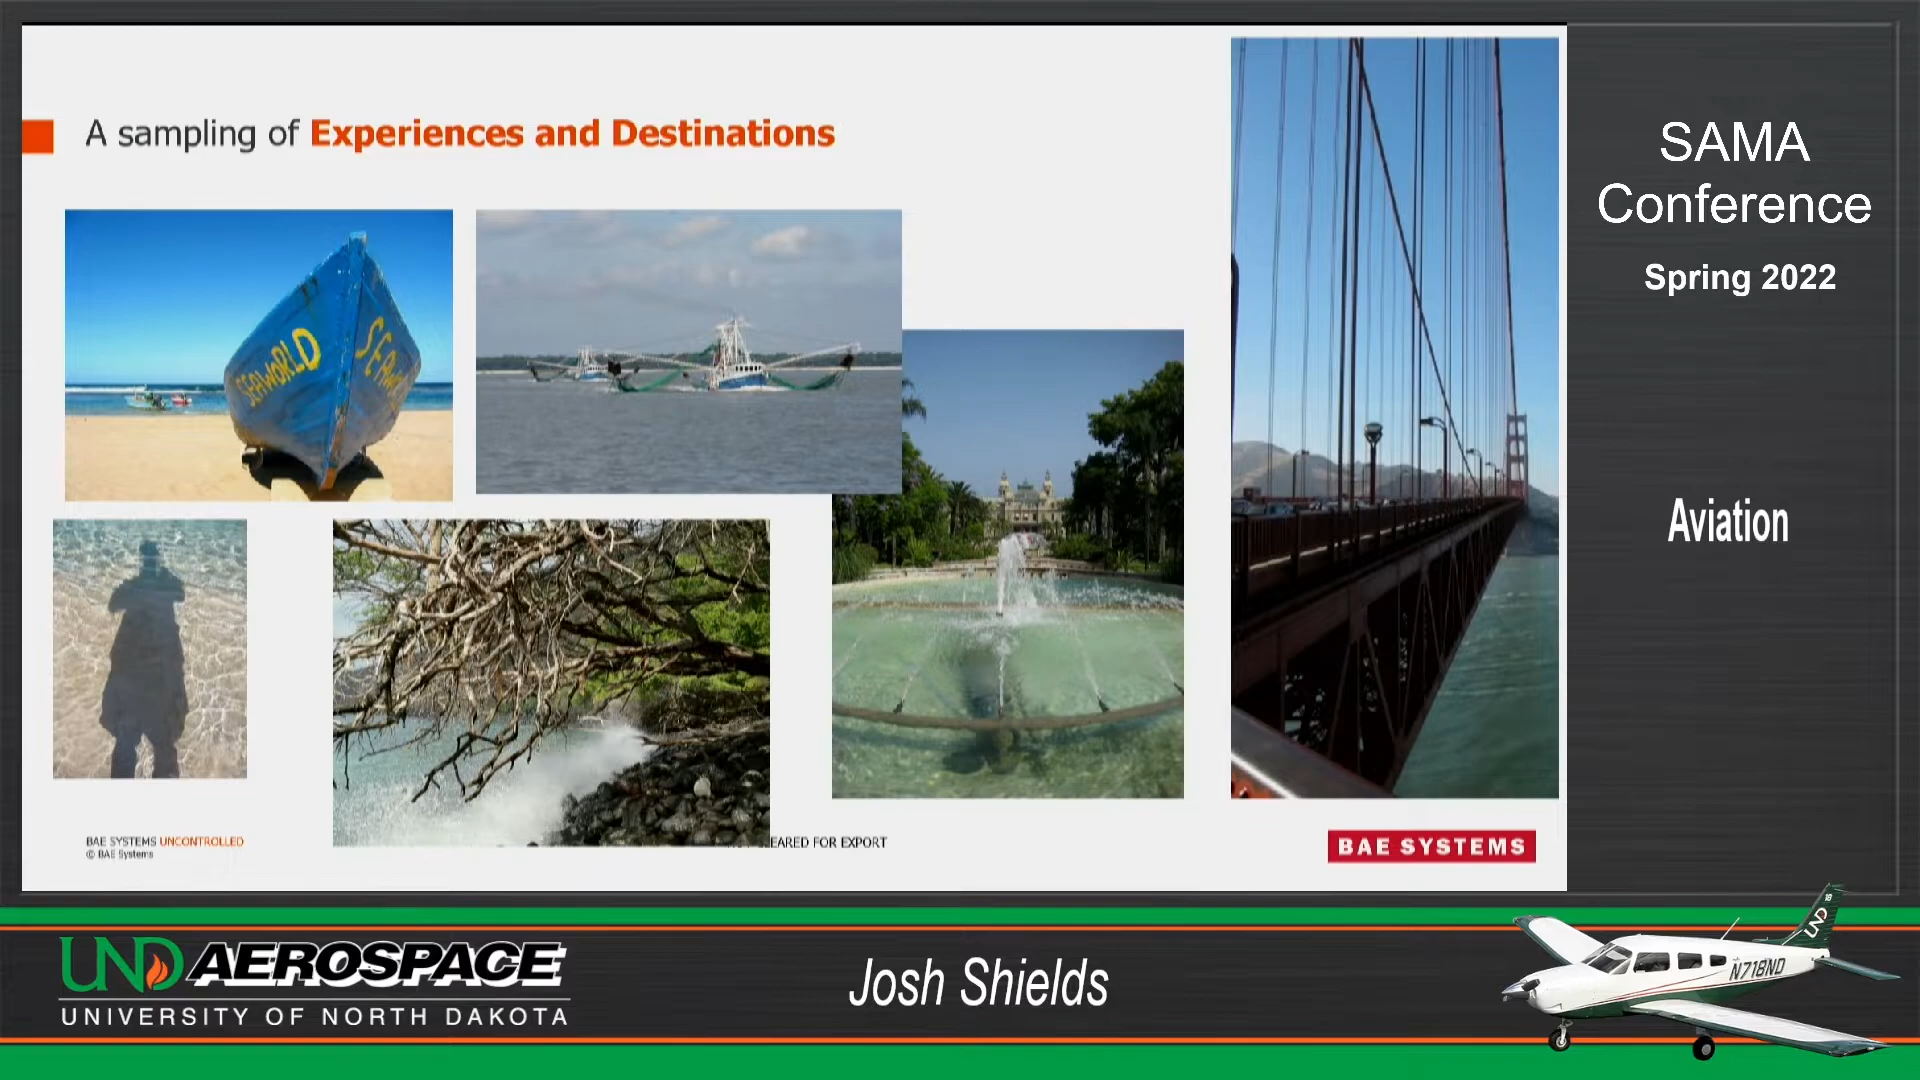 A sampling of Experiences and Destinations
SEAWORLD
BAE SYSTEMS UNCONTROLLED
© BAE Systems
EARED FOR EXPORT
BAE SYSTEMS
SAMA
Conference
Spring 2022
Aviation
UND AEROSPACE
UNIVERSITY OF NORTH DAKOTA
Josh Shields
UND
N718ND